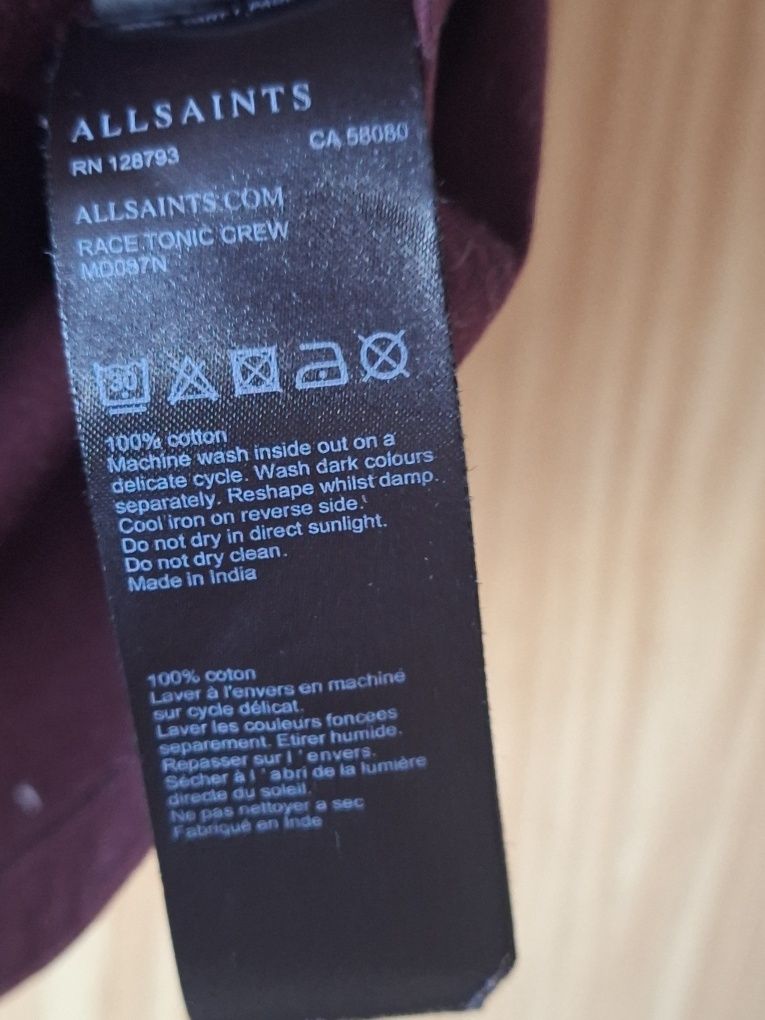 ALLSAINTS
RN 128793 CA 58080
ALLSAINTS.COM
RACE TONIC CREW
MD087N
30
100% cotton
Machine wash inside out on a
delicate cycle. Wash dark colours
separately. Reshape whilst damp.
Cool iron on reverse side.
Do not dry in direct sunlight.
Do not dry clean.
Made in India
100% coton
Laver à l'envers en machine
sur cycle délicat.
Laver les couleurs foncees
separement. Etirer humide.
Repasser sur l 'envers.
Sécher à l 'abri de la lumière
directe du soleil.
Ne pas nettoyer a sec
Fabriqué en Inde